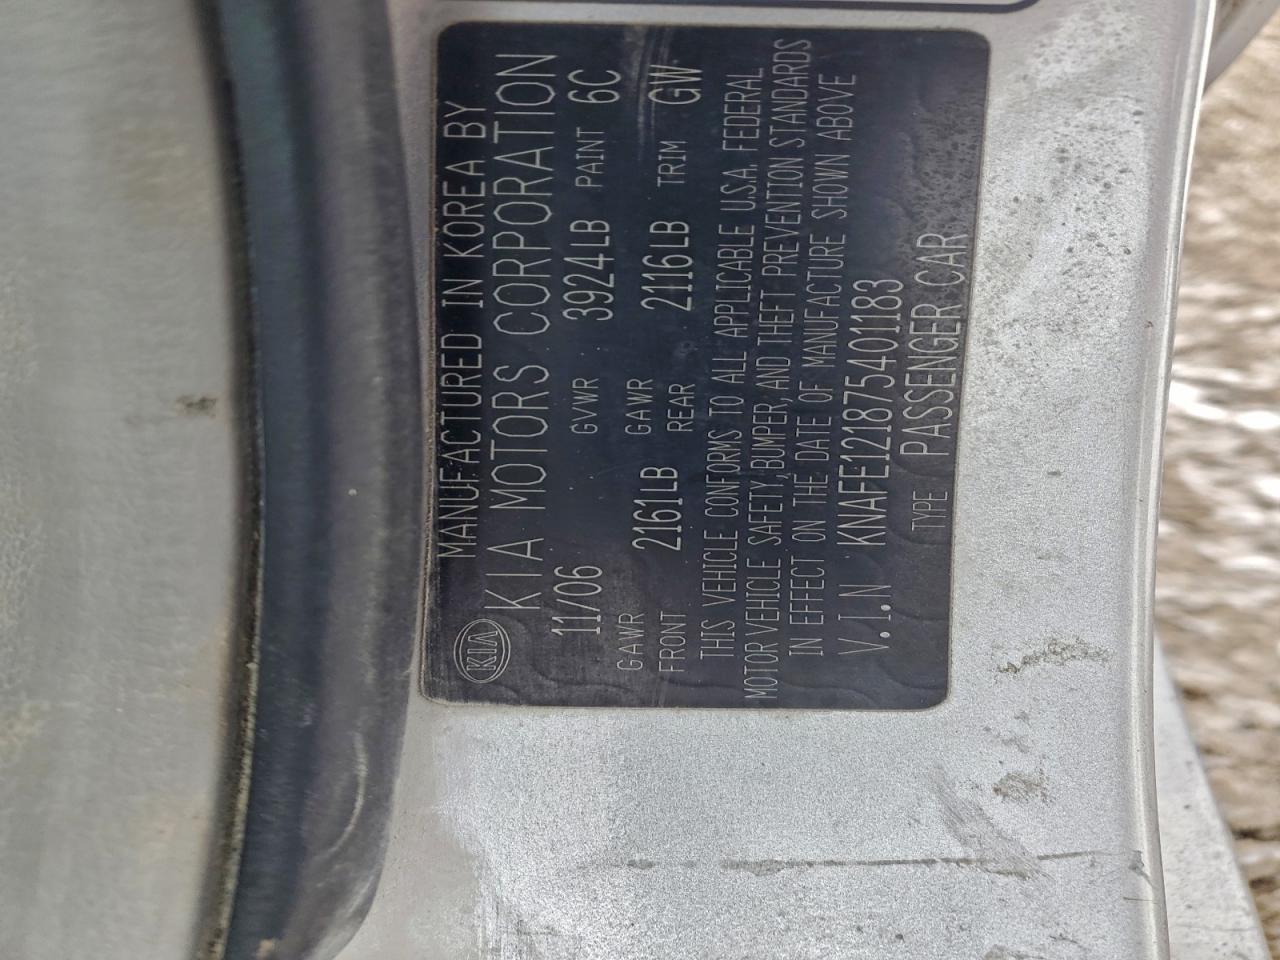 KIA
MANUFACTURED IN KOREA BY
KIA MOTORS CORPORATION
11/06 GVWR 3924LB PAINT 6C
GAWR FRONT 2161LB GAWR REAR 2116LB TRIM GW
THIS VEHICLE CONFORMS TO ALL APPLICABLE U.S.A. FEDERAL
MOTOR VEHICLE SAFETY, BUMPER, AND THEFT PREVENTION STANDARDS
IN EFFECT ON THE DATE OF MANUFACTURE SHOWN ABOVE
V.I.N KNAFE121875401183
TYPE PASSENGER CAR